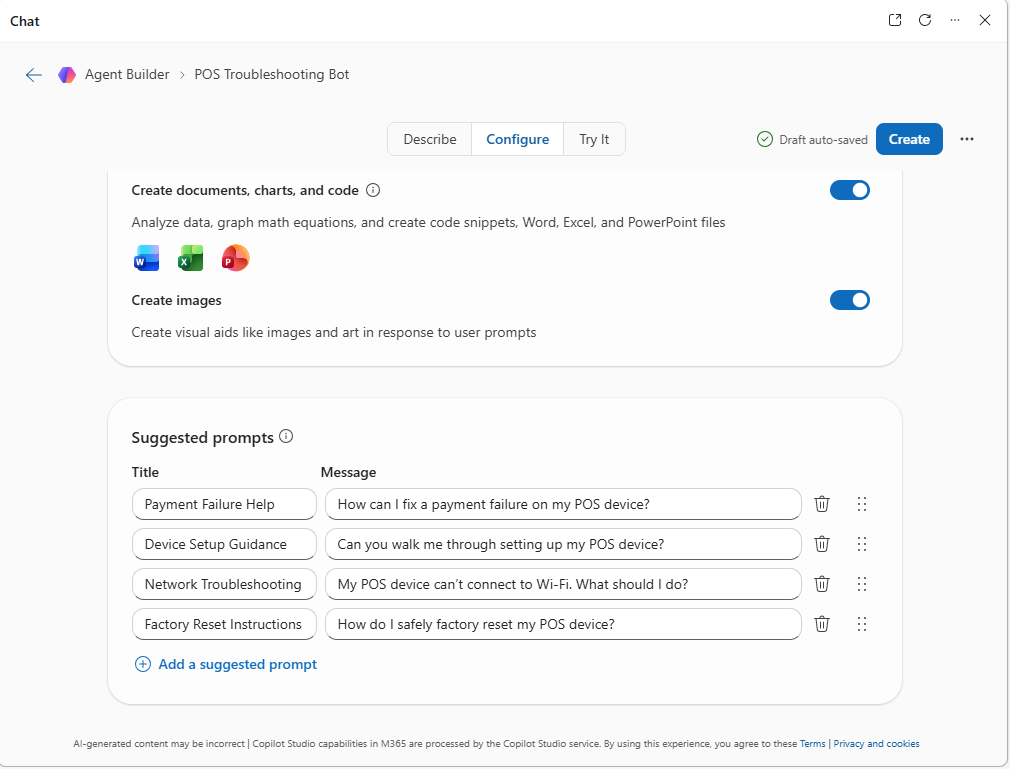 Chat
Agent Builder > POS Troubleshooting Bot
Describe Configure Try It Draft auto-saved Create
Create documents, charts, and code
Analyze data, graph math equations, and create code snippets, Word, Excel, and PowerPoint files
W X P
Create images
Create visual aids like images and art in response to user prompts
Suggested prompts
Title Message
Payment Failure Help How can I fix a payment failure on my POS device?
Device Setup Guidance Can you walk me through setting up my POS device?
Network Troubleshooting My POS device can't connect to Wi-Fi. What should I do?
Factory Reset Instructions How do I safely factory reset my POS device?
Add a suggested prompt
AI-generated content may be incorrect | Copilot Studio capabilities in M365 are processed by the Copilot Studio service. By using this experience, you agree to these Terms | Privacy and cookies